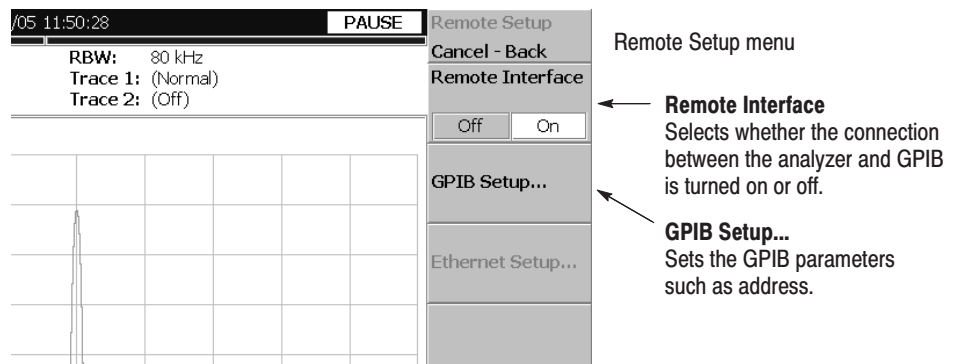 /05 11:50:28 PAUSE
RBW: 80 kHz
Trace 1: (Normal)
Trace 2: (Off)
Remote Setup
Cancel - Back
Remote Interface
Off On
GPIB Setup...
Ethernet Setup...
Remote Setup menu
Remote Interface
Selects whether the connection
between the analyzer and GPIB
is turned on or off.
GPIB Setup...
Sets the GPIB parameters
such as address.